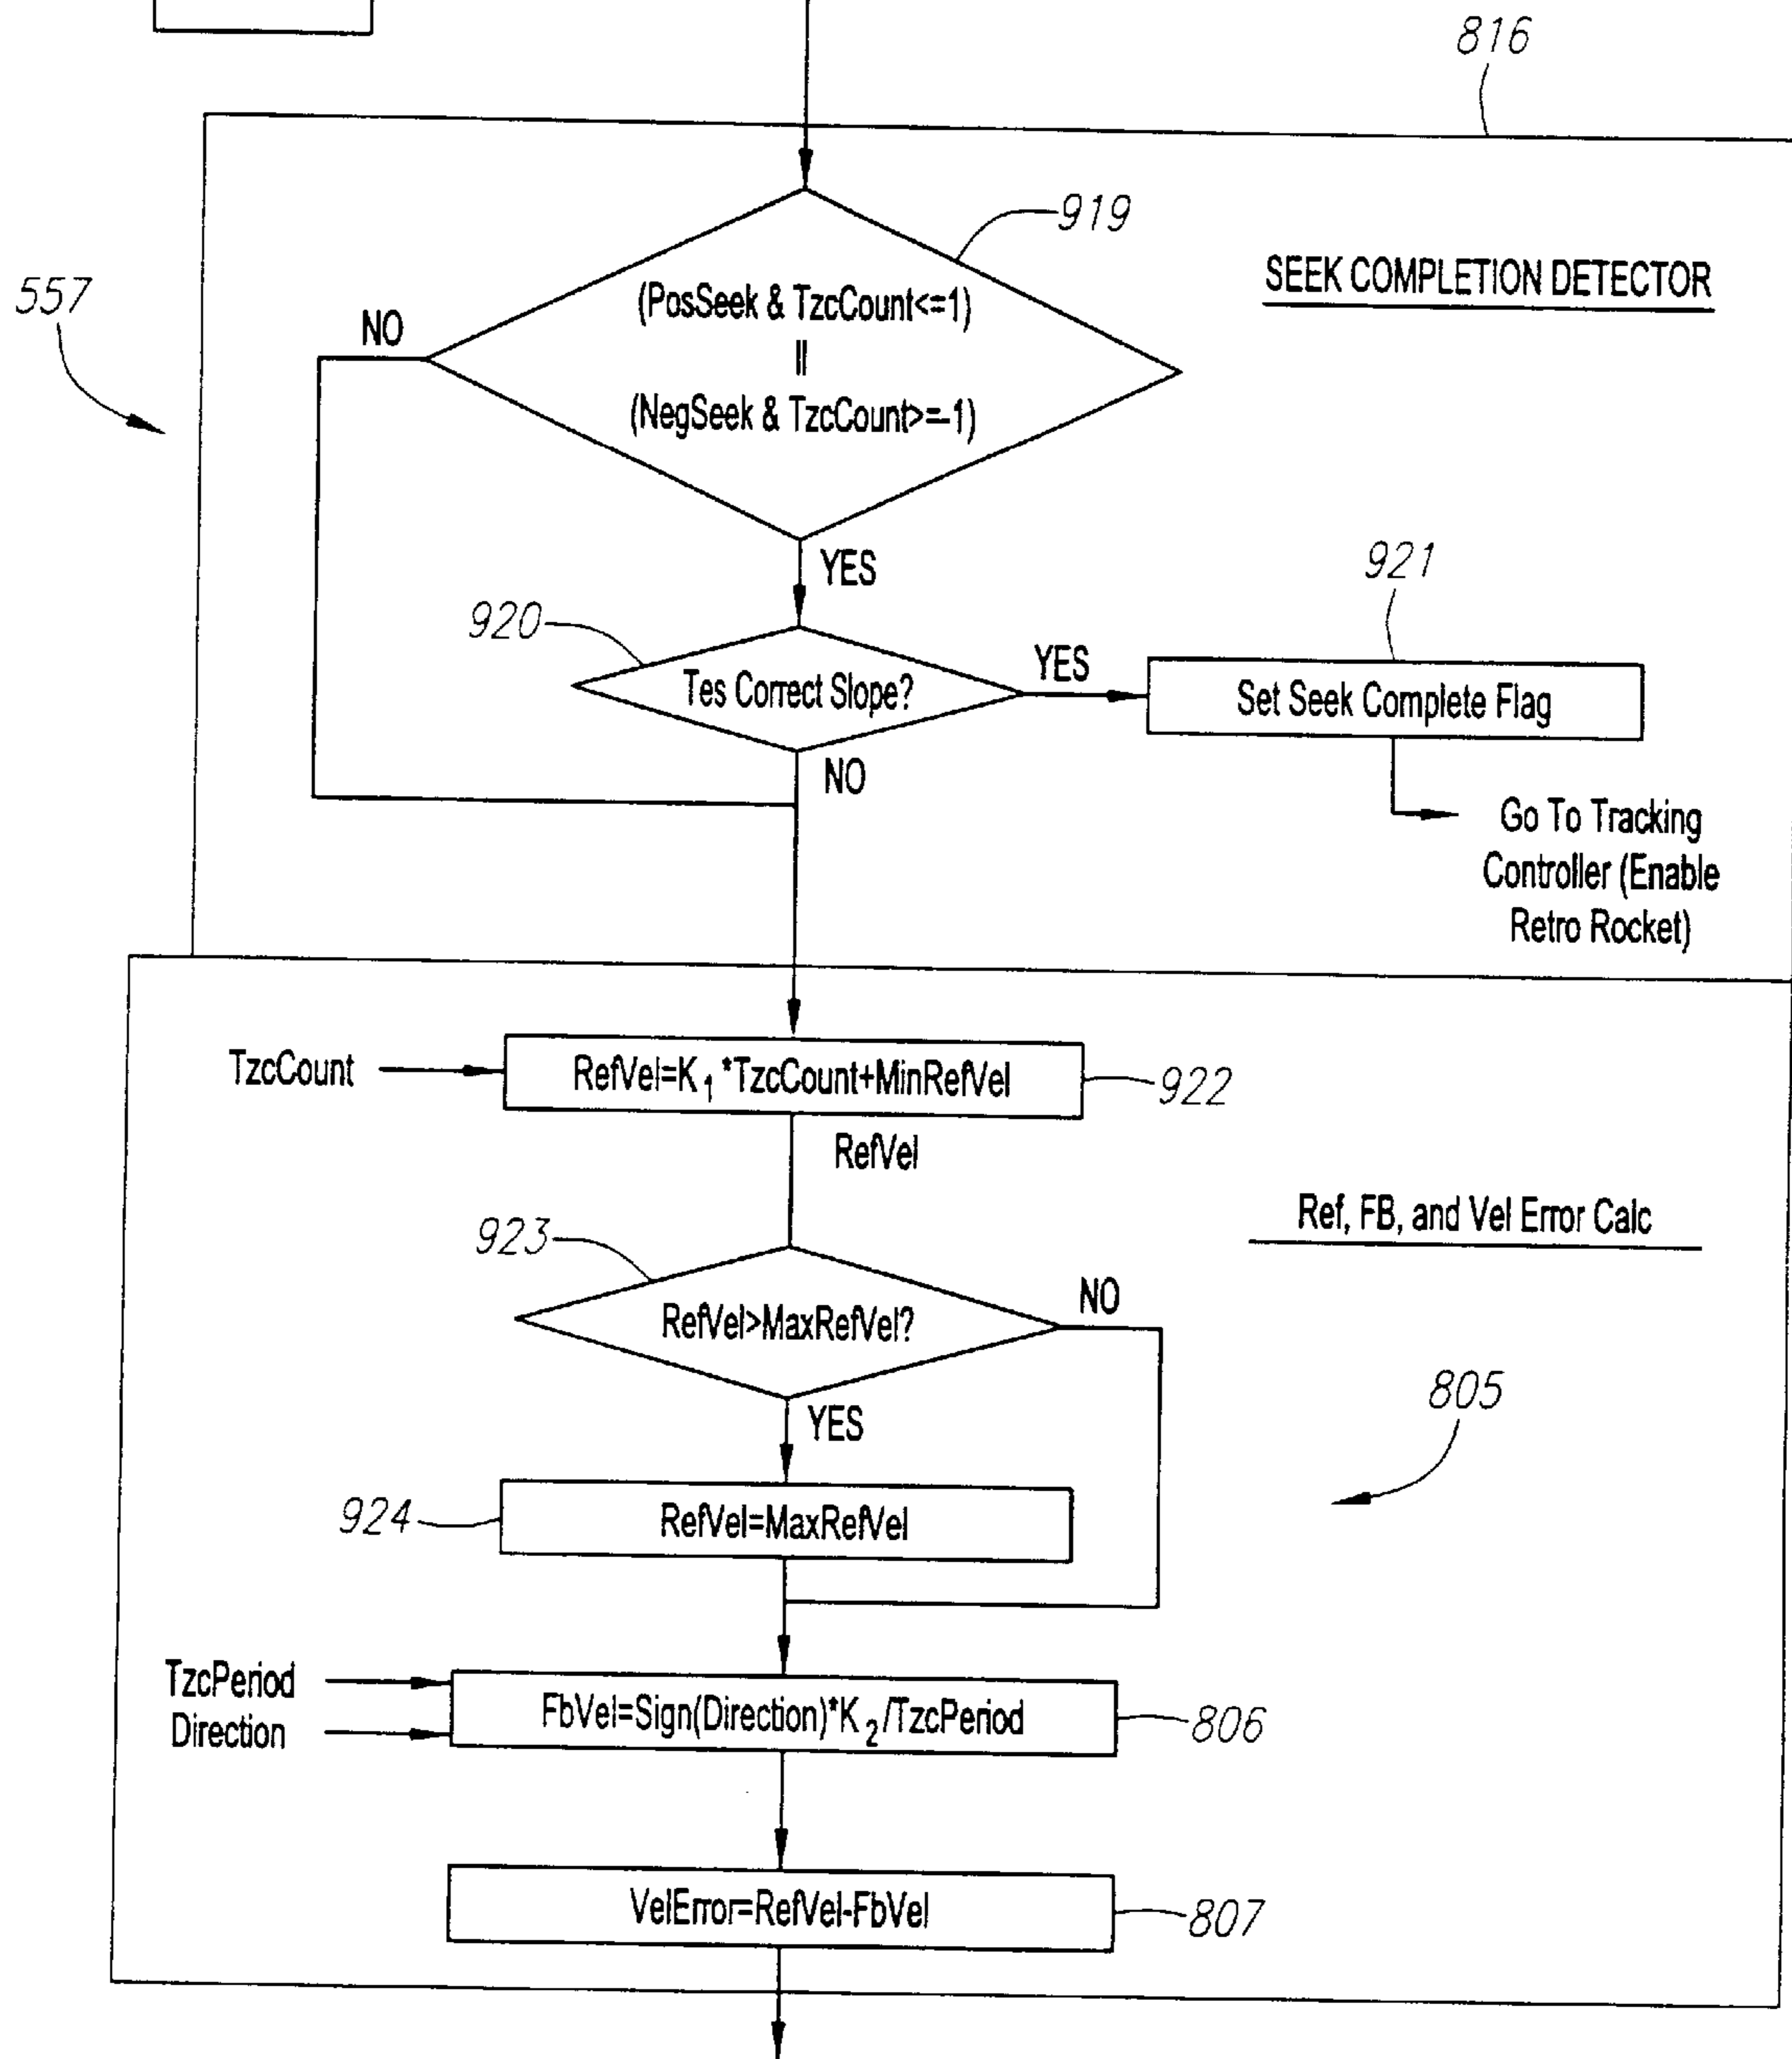 816
919
SEEK COMPLETION DETECTOR
557
(PosSeek & TzcCount<=1)
||
(NegSeek & TzcCount>=-1)
NO
YES
920
Tes Correct Slope?
YES
921
Set Seek Complete Flag
NO
Go To Tracking
Controller (Enable
Retro Rocket)
TzcCount
RefVel=K1*TzcCount+MinRefVel
922
RefVel
Ref, FB, and Vel Error Calc
923
RefVel>MaxRefVel?
NO
YES
805
924
RefVel=MaxRefVel
TzcPeriod
Direction
FbVel=Sign(Direction)*K2/TzcPeriod
806
VelError=RefVel-FbVel
807